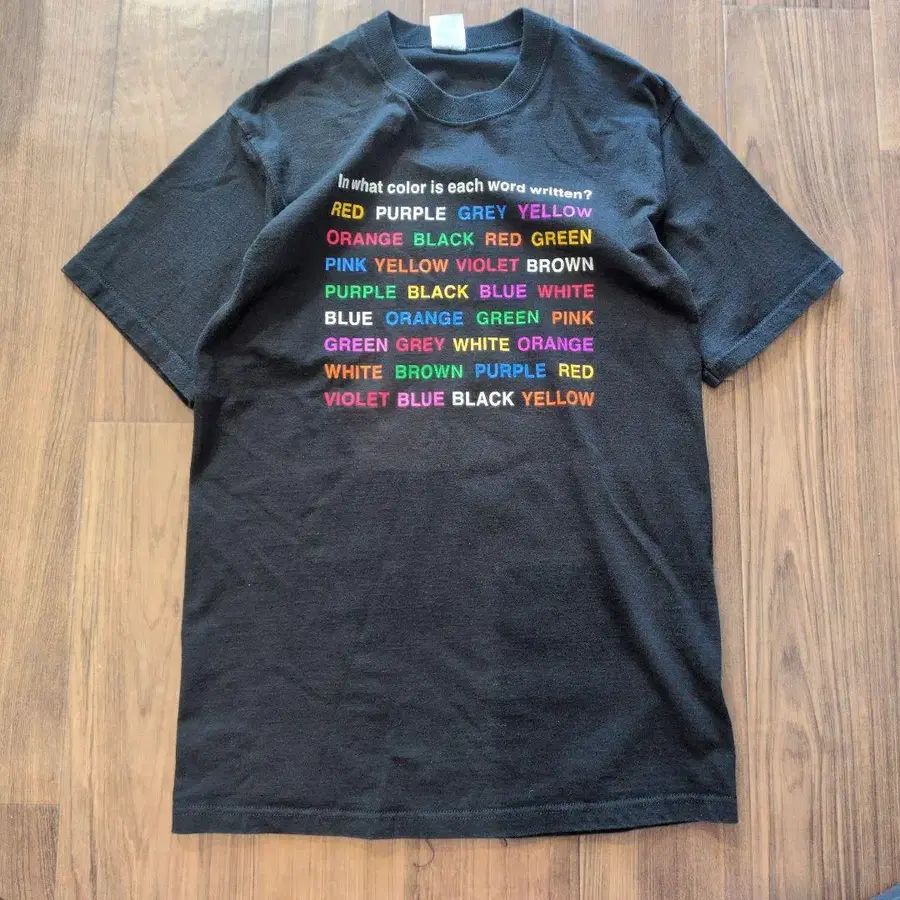 In what color is each word written?
RED PURPLE GREY YELLOW
ORANGE BLACK RED GREEN
PINK YELLOW VIOLET BROWN
PURPLE BLACK BLUE WHITE
BLUE ORANGE GREEN PINK
GREEN GREY WHITE ORANGE
WHITE BROWN PURPLE RED
VIOLET BLUE BLACK YELLOW